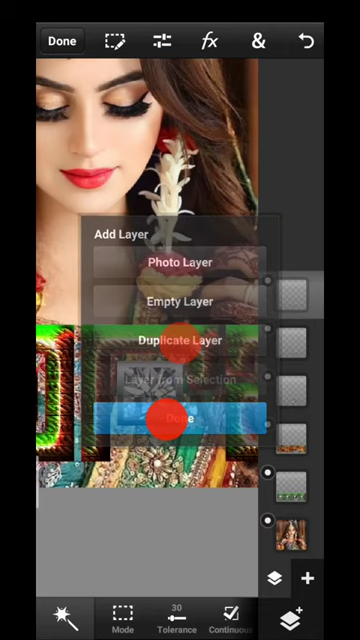 Done
fx
&
Add Layer
Photo Layer
Empty Layer
Duplicate Layer
Layer from Selection
Done
30
Mode
Tolerance
Continuous